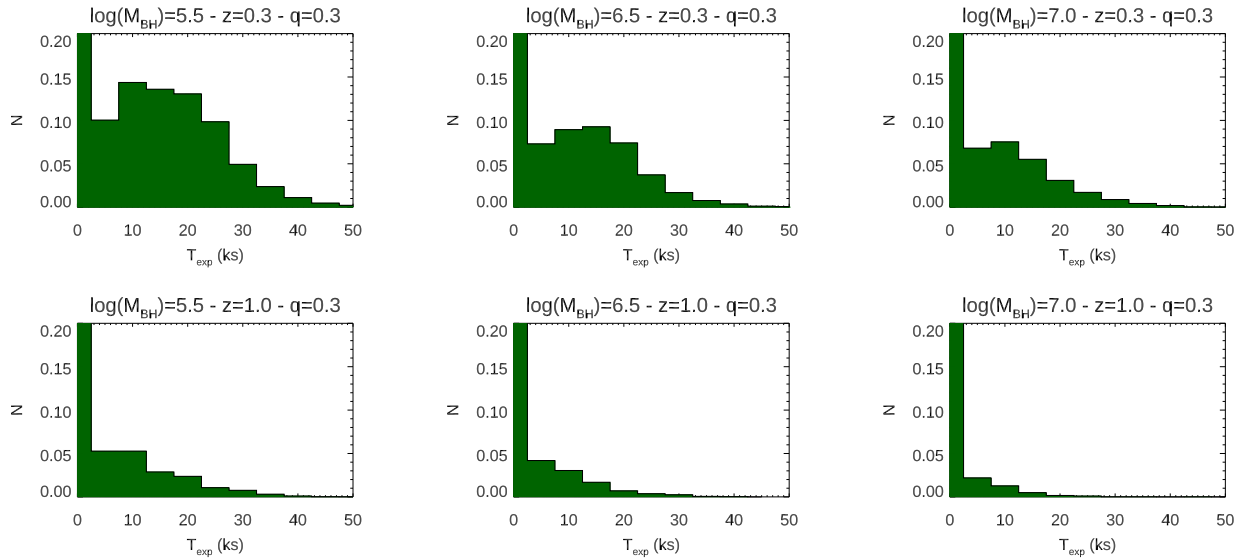 log(M_BH)=5.5 - z=0.3 - q=0.3
0.20
0.15
0.10
0.05
0.00
N
0 10 20 30 40 50
T_exp (ks)
log(M_BH)=6.5 - z=0.3 - q=0.3
0.20
0.15
0.10
0.05
0.00
N
0 10 20 30 40 50
T_exp (ks)
log(M_BH)=7.0 - z=0.3 - q=0.3
0.20
0.15
0.10
0.05
0.00
N
0 10 20 30 40 50
T_exp (ks)
log(M_BH)=5.5 - z=1.0 - q=0.3
0.20
0.15
0.10
0.05
0.00
N
0 10 20 30 40 50
T_exp (ks)
log(M_BH)=6.5 - z=1.0 - q=0.3
0.20
0.15
0.10
0.05
0.00
N
0 10 20 30 40 50
T_exp (ks)
log(M_BH)=7.0 - z=1.0 - q=0.3
0.20
0.15
0.10
0.05
0.00
N
0 10 20 30 40 50
T_exp (ks)